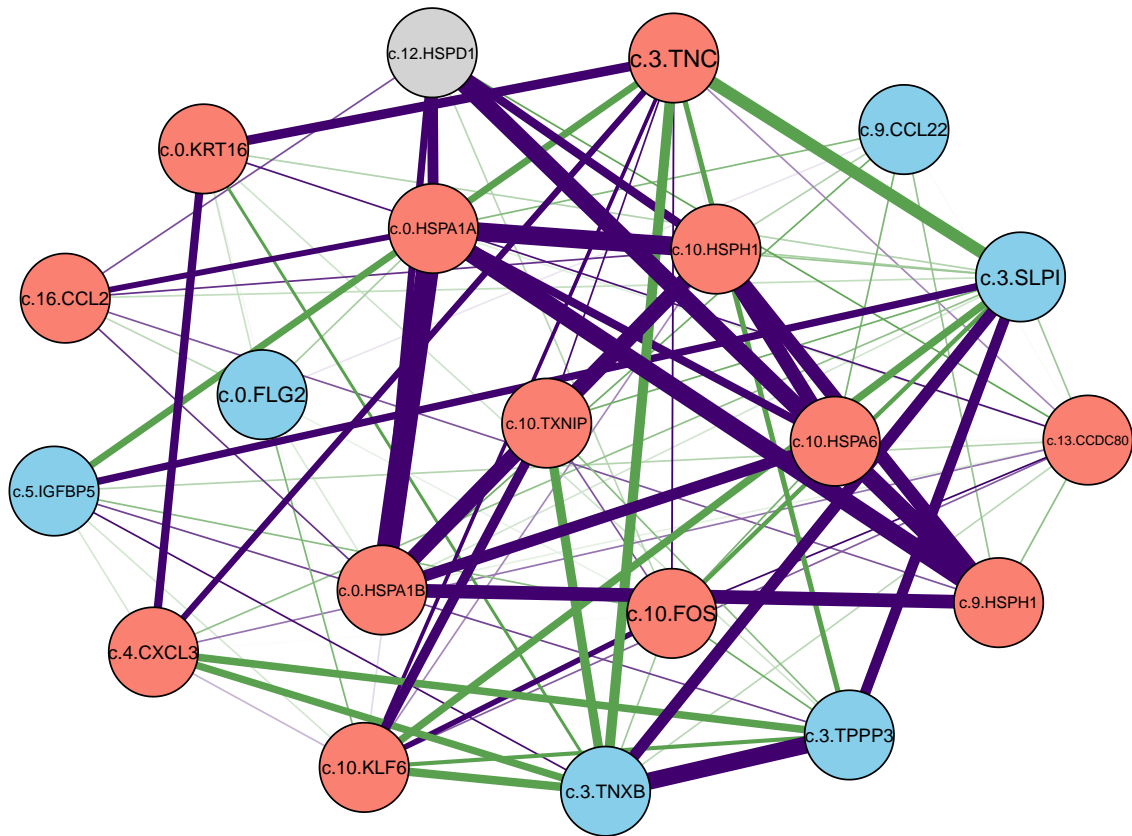 c.12.HSPD1
c.3.TNC
c.9.CCL22
c.0.KRT16
c.0.HSPA1A
c.10.HSPH1
c.3.SLPI
c.16.CCL2
c.0.FLG2
c.10.TXNIP
c.10.HSPA6
c.13.CCDC80
c.5.IGFBP5
c.0.HSPA1B
c.10.FOS
c.9.HSPH1
c.4.CXCL3
c.3.TPPP3
c.10.KLF6
c.3.TNXB